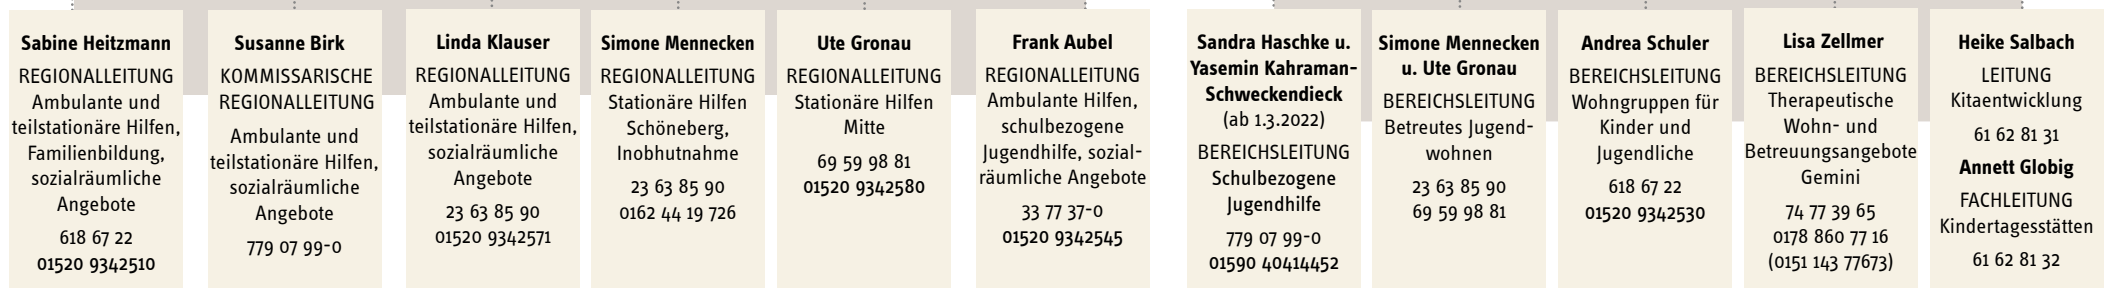 Sabine Heitzmann
REGIONALLEITUNG
Ambulante und
teilstationäre Hilfen,
Familienbildung,
sozialräumliche
Angebote
618 67 22
01520 9342510
Susanne Birk
KOMMISSARISCHE
REGIONALLEITUNG
Ambulante und
teilstationäre Hilfen,
sozialräumliche
Angebote
779 07 99-0
Linda Klauser
REGIONALLEITUNG
Ambulante und
teilstationäre Hilfen,
sozialräumliche
Angebote
23 63 85 90
01520 9342571
Simone Mennecken
REGIONALLEITUNG
Stationäre Hilfen
Schöneberg,
Inobhutnahme
23 63 85 90
0162 44 19 726
Ute Gronau
REGIONALLEITUNG
Stationäre Hilfen
Mitte
69 59 98 81
01520 9342580
Frank Aubel
REGIONALLEITUNG
Ambulante Hilfen,
schulbezogene
Jugendhilfe, sozial-
räumliche Angebote
33 77 37-0
01520 9342545
Sandra Haschke u.
Yasemin Kahraman-
Schweckendieck
(ab 1.3.2022)
BEREICHSLEITUNG
Schulbezogene
Jugendhilfe
779 07 99-0
01590 40414452
Simone Mennecken
u. Ute Gronau
BEREICHSLEITUNG
Betreutes Jugend-
wohnen
23 63 85 90
69 59 98 81
Andrea Schuler
BEREICHSLEITUNG
Wohngruppen für
Kinder und
Jugendliche
618 67 22
01520 9342530
Lisa Zellmer
BEREICHSLEITUNG
Therapeutische
Wohn- und
Betreuungsangebote
Gemini
74 77 39 65
0178 860 77 16
(0151 143 77673)
Heike Salbach
LEITUNG
Kitaentwicklung
61 62 81 31
Annett Globig
FACHLEITUNG
Kindertagesstätten
61 62 81 32